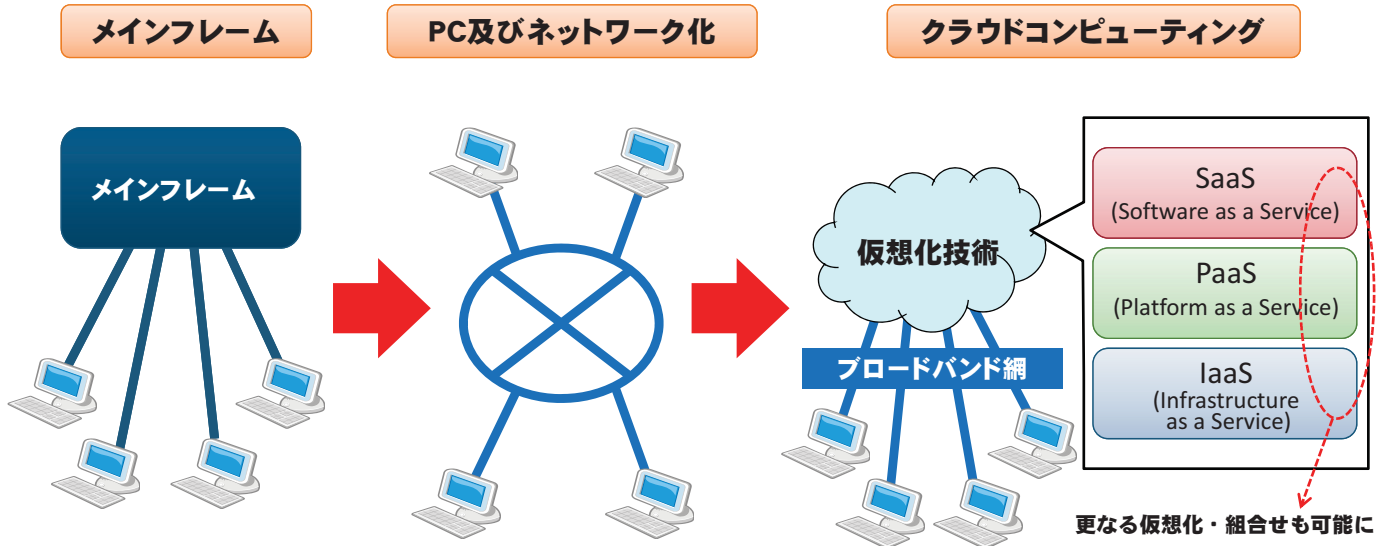 メインフレーム
PC及びネットワーク化
クラウドコンピューティング
メインフレーム
仮想化技術
ブロードバンド網
SaaS
(Software as a Service)
PaaS
(Platform as a Service)
IaaS
(Infrastructure
as a Service)
更なる仮想化・組合せも可能に